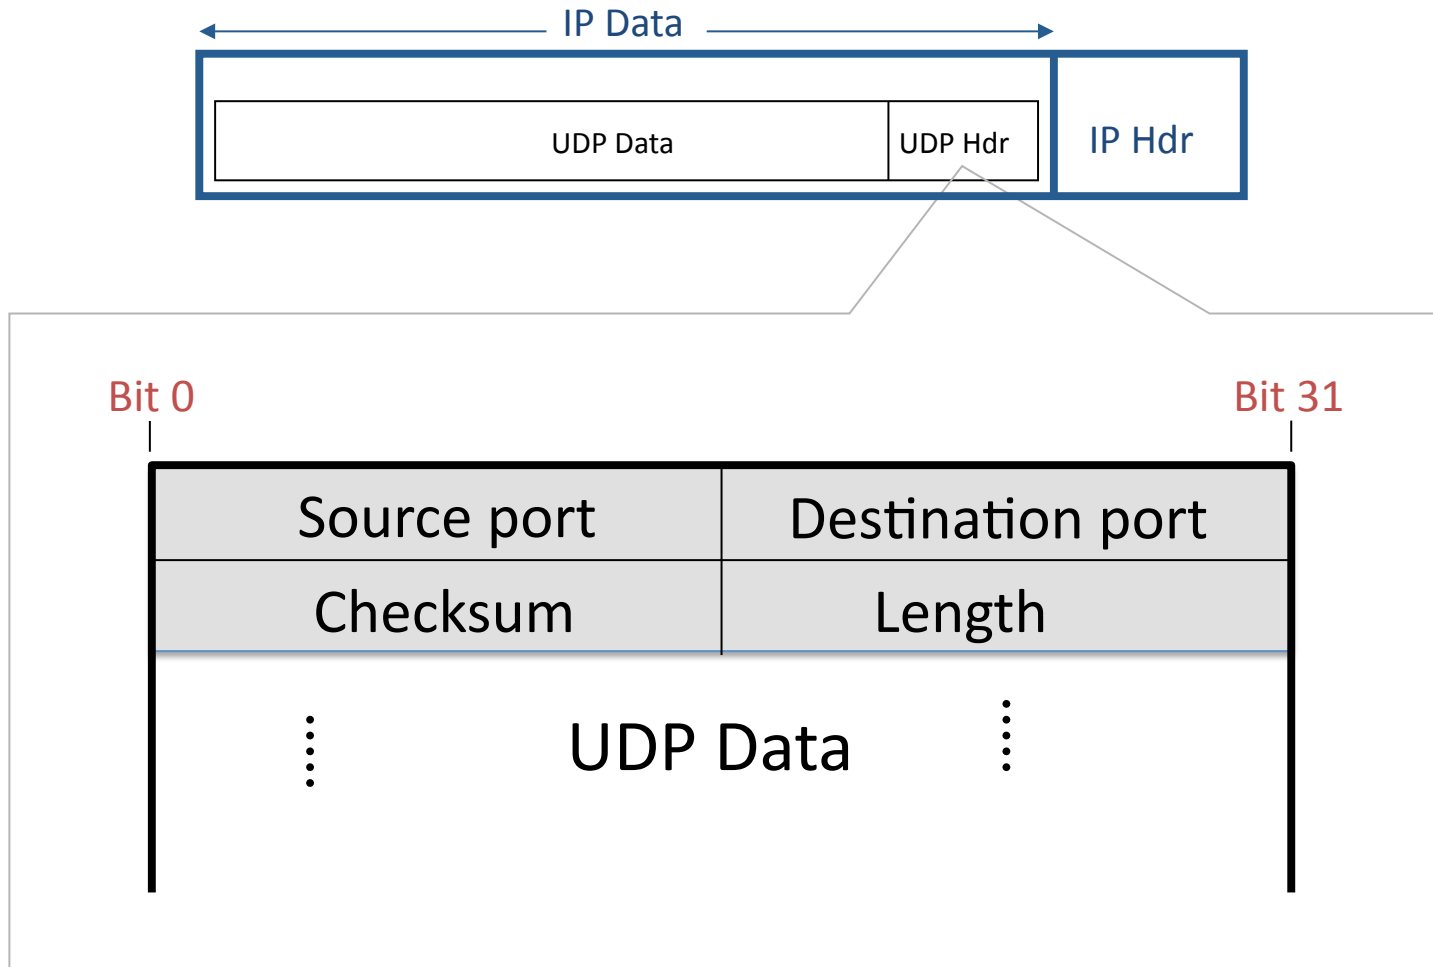 IP Data
UDP Data UDP Hdr IP Hdr
Bit 0 Bit 31
Source port Destination port
Checksum Length
UDP Data